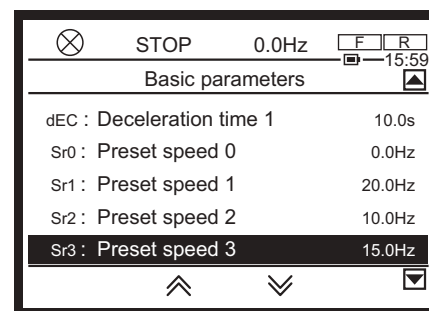 STOP 0.0Hz F R
15:59
Basic parameters
dEC : Deceleration time 1 10.0s
Sr0 : Preset speed 0 0.0Hz
Sr1 : Preset speed 1 20.0Hz
Sr2 : Preset speed 2 10.0Hz
Sr3 : Preset speed 3 15.0Hz